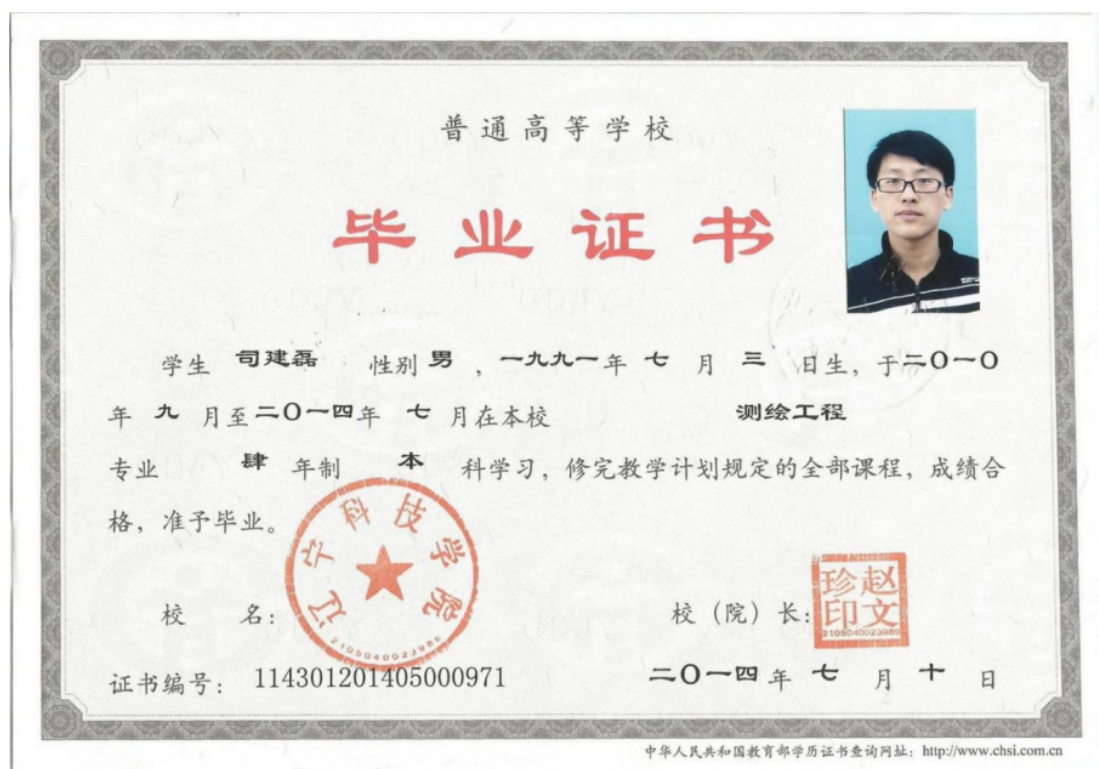 普通高等学校
毕业证书
学生 司建磊 性别 男 ，一九九一年 七 月 三 日生，于二〇一〇
年 九 月至二〇一四年 七 月在本校 测绘工程
专业 肆 年制 本 科学习，修完教学计划规定的全部课程，成绩合
格，准予毕业。
辽宁科技学院
2105040023986
校 名：
校（院）长：
赵文珍印
2105040023989
证书编号： 114301201405000971
二〇一四年 七 月 十 日
中华人民共和国教育部学历证书查询网址：http://www.chsi.com.cn